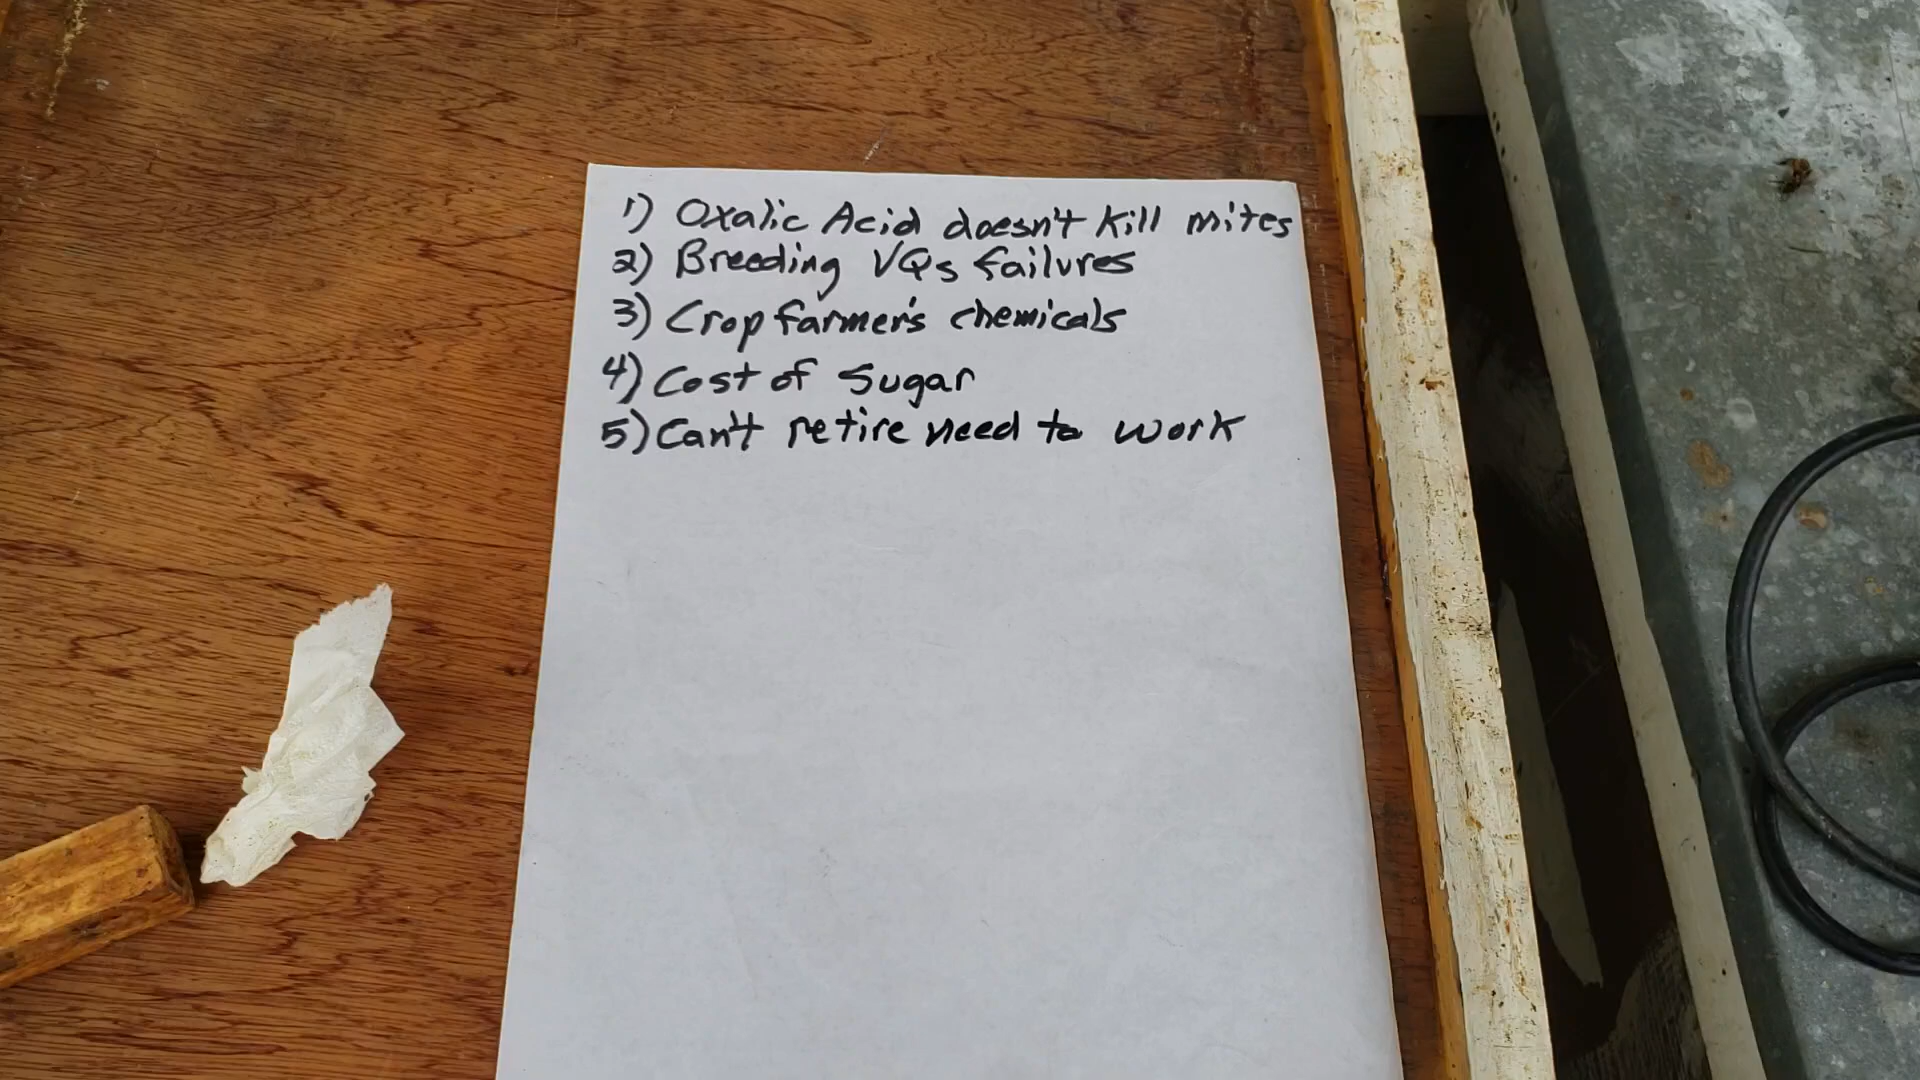 1) Oxalic Acid doesn't kill mites
2) Breeding VQs failures
3) Crop farmer's chemicals
4) Cost of Sugar
5) Can't retire need to work